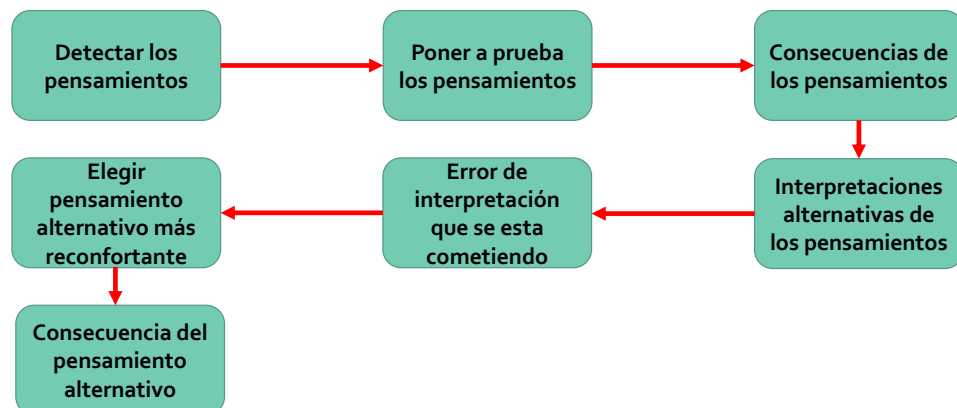 Detectar los
pensamientos
Poner a prueba
los pensamientos
Consecuencias de
los pensamientos
Interpretaciones
alternativas de
los pensamientos
Error de
interpretación
que se esta
cometiendo
Elegir
pensamiento
alternativo más
reconfortante
Consecuencia del
pensamiento
alternativo